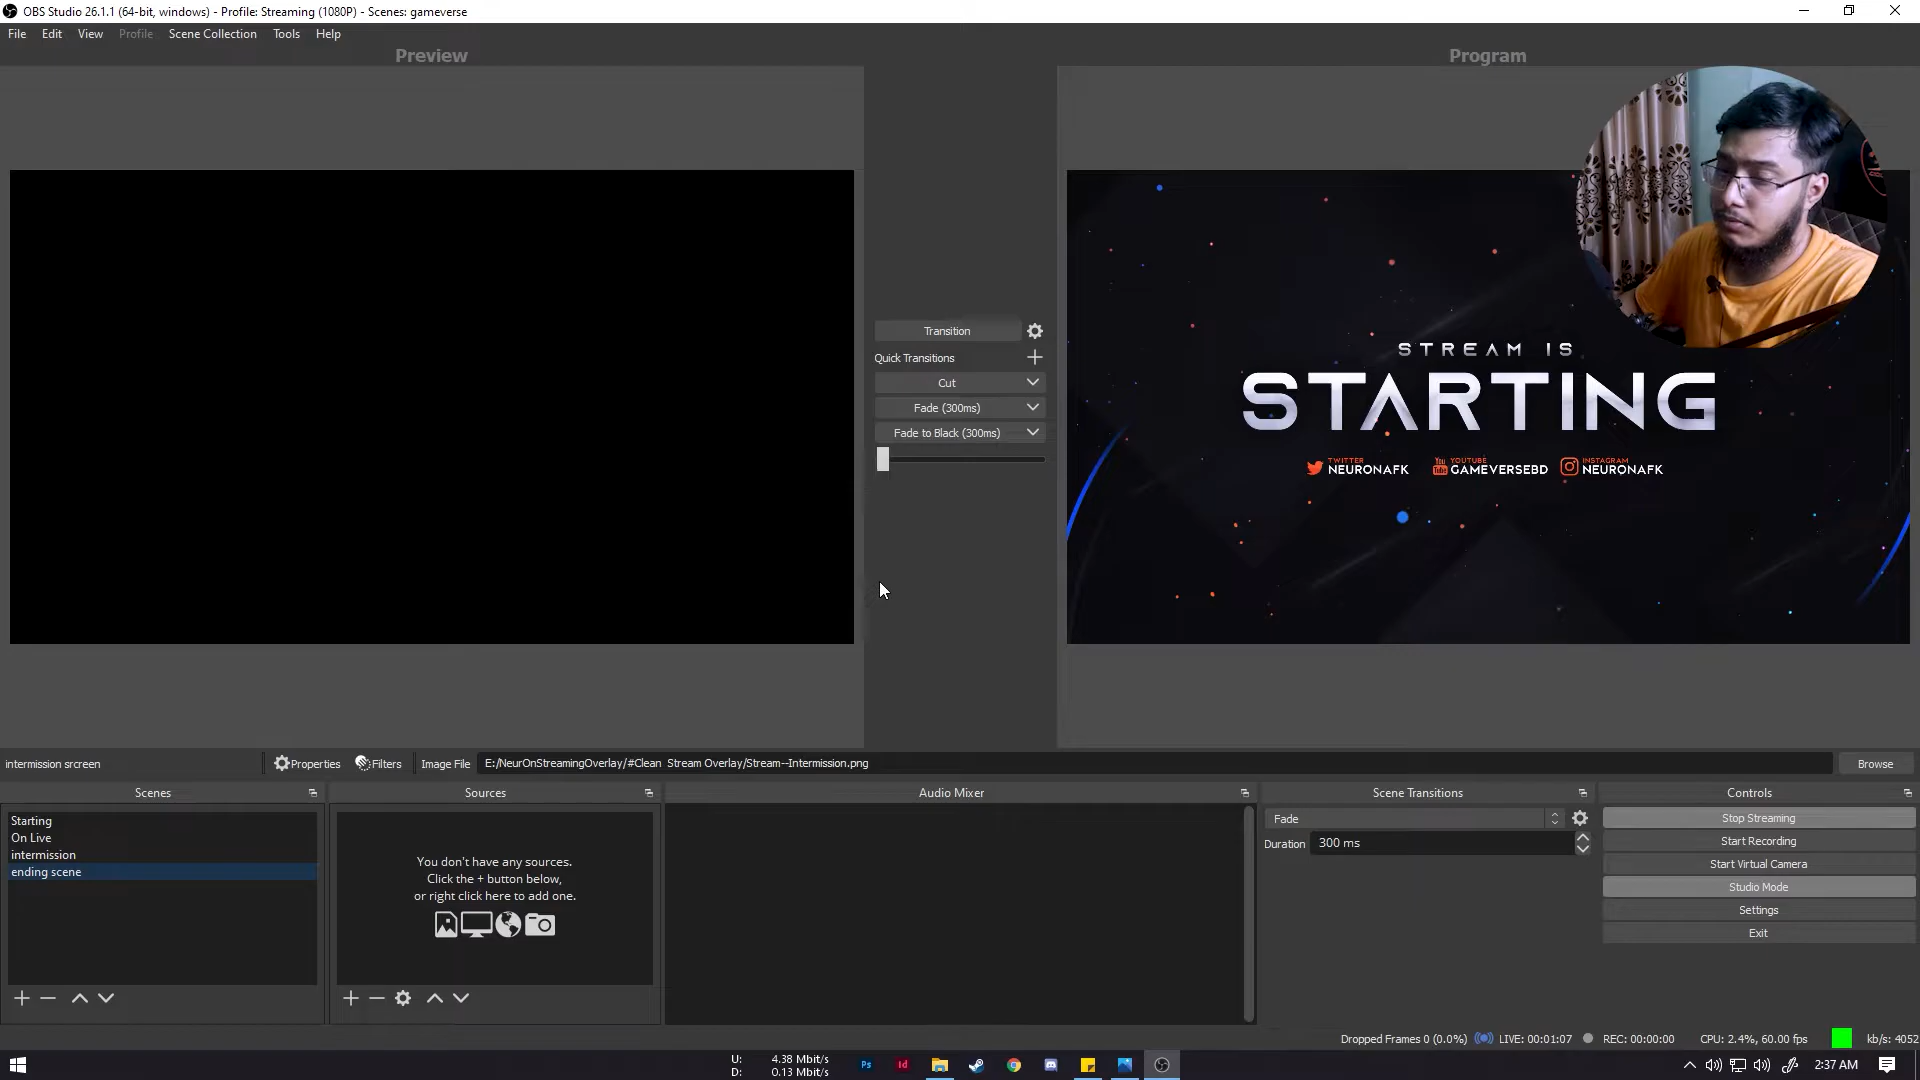 OBS Studio 26.1.1 (64-bit, windows) - Profile: Streaming (1080P) - Scenes: gameverse
File Edit View Profile Scene Collection Tools Help
Preview
Program
STREAM IS
STARTING
TWITTER
NEURONAFK
YOUTUBE
GAMEVERSEBD
INSTAGRAM
NEURONAFK
Transition
Quick Transitions
Cut
Fade (300ms)
Fade to Black (300ms)
intermission srcreen
Properties
Filters
Image File
E:/NeurOnStreamingOverlay/#Clean Stream Overlay/Stream--Intermission.png
Browse
Scenes
Starting
On Live
intermission
ending scene
Sources
You don't have any sources.
Click the + button below,
or right click here to add one.
Audio Mixer
Scene Transitions
Fade
Duration 300 ms
Controls
Stop Streaming
Start Recording
Start Virtual Camera
Studio Mode
Settings
Exit
Dropped Frames 0 (0.0%) LIVE: 00:01:07 REC: 00:00:00 CPU: 2.4%, 60.00 fps kb/s: 4052
U: 4.38 Mbit/s
D: 0.13 Mbit/s
Ps
Id
2:37 AM